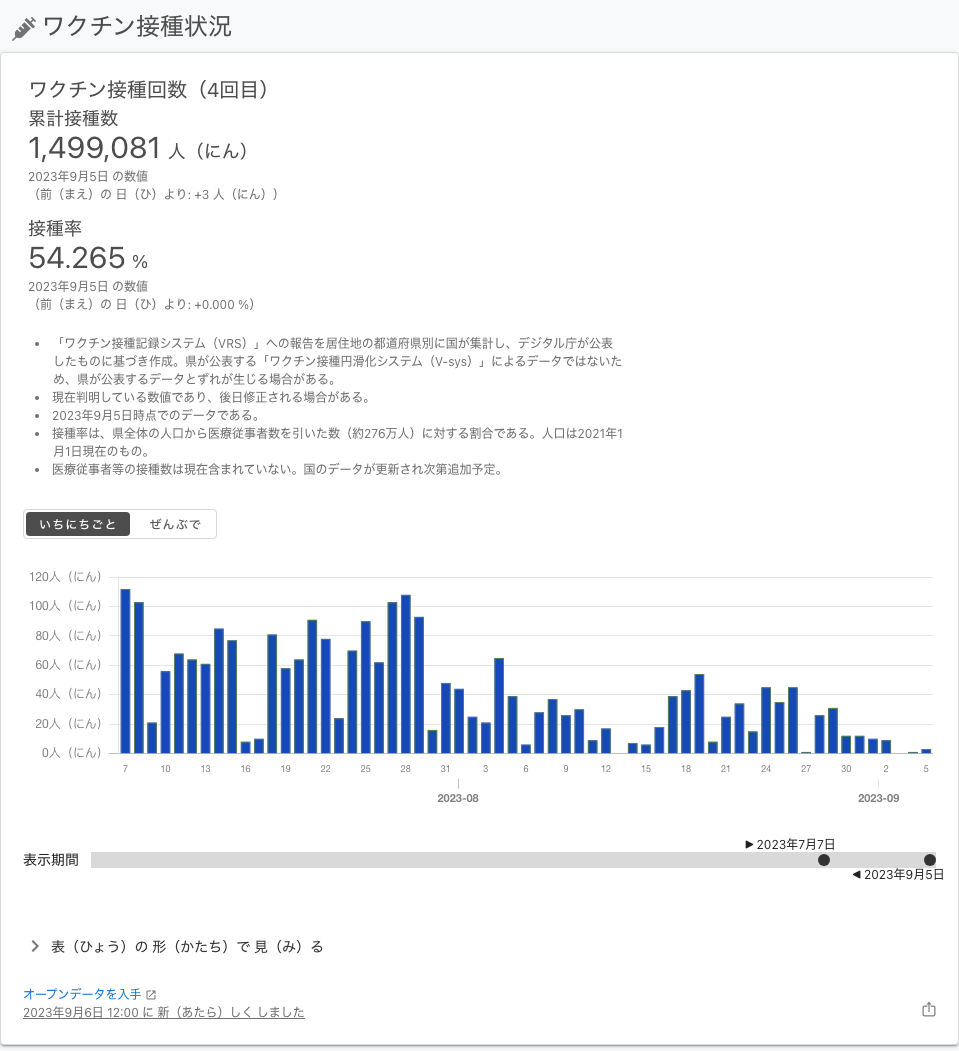 ワクチン接種状況
ワクチン接種回数（4回目）
累計接種数
1,499,081 人（にん）
2023年9月5日 の数値
（前（まえ）の 日（ひ）より: +3 人（にん））
接種率
54.265 %
2023年9月5日 の数値
（前（まえ）の 日（ひ）より: +0.000 %）
• 「ワクチン接種記録システム（VRS）」への報告を居住地の都道府県別に国が集計し、デジタル庁が公表
したものに基づき作成。県が公表する「ワクチン接種円滑化システム（V-sys）」によるデータではないた
め、県が公表するデータとずれが生じる場合がある。
• 現在判明している数値であり、後日修正される場合がある。
• 2023年9月5日時点でのデータである。
• 接種率は、県全体の人口から医療従事者数を引いた数（約276万人）に対する割合である。人口は2021年1
月1日現在のもの。
• 医療従事者等の接種数は現在含まれていない。国のデータが更新され次第追加予定。
いちにちごと ぜんぶで
120人（にん）
100人（にん）
80人（にん）
60人（にん）
40人（にん）
20人（にん）
0人（にん）
7 10 13 16 19 22 25 28 31 3 6 9 12 15 18 21 24 27 30 2 5
2023-08 2023-09
▶ 2023年7月7日
表示期間
◀ 2023年9月5日
表（ひょう）の 形（かたち）で 見（み）る
オープンデータを入手
2023年9月6日 12:00 に 新（あたら）しく しました